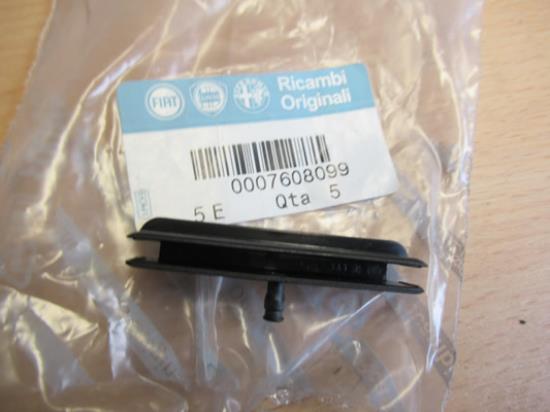 FIAT
Ricambi
Originali
0007608099
5 E Qta 5